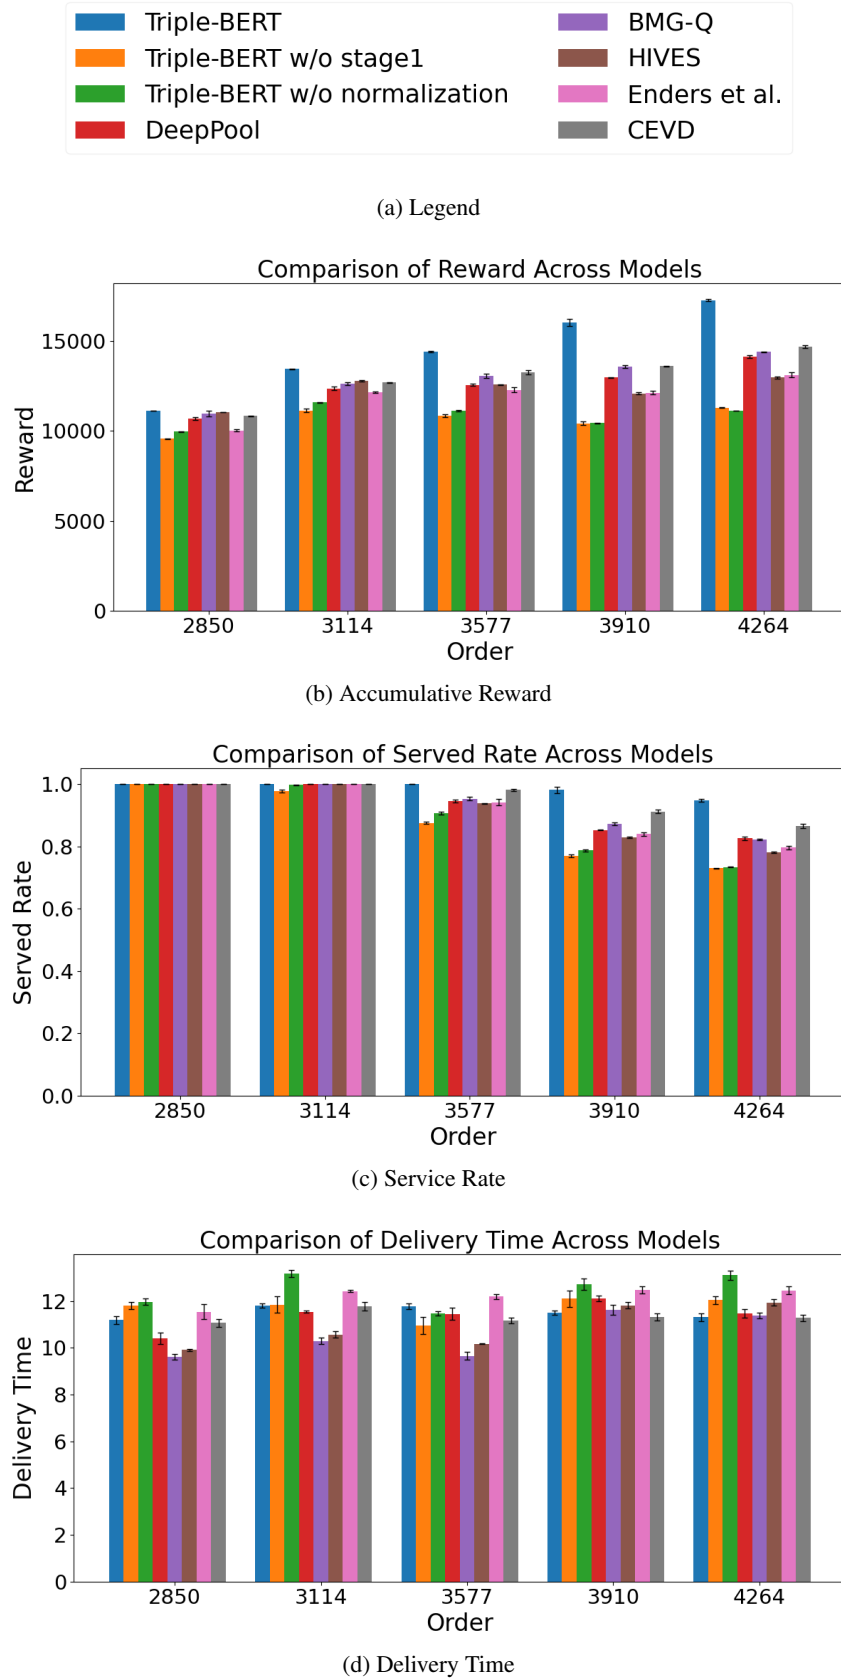 Triple-BERT
Triple-BERT w/o stage1
Triple-BERT w/o normalization
DeepPool
BMG-Q
HIVES
Enders et al.
CEVD
(a) Legend
Comparison of Reward Across Models
Reward
15000
10000
5000
0
2850 3114 3577 3910 4264
Order
(b) Accumulative Reward
Comparison of Served Rate Across Models
Served Rate
1.0
0.8
0.6
0.4
0.2
0.0
2850 3114 3577 3910 4264
Order
(c) Service Rate
Comparison of Delivery Time Across Models
Delivery Time
12
10
8
6
4
2
0
2850 3114 3577 3910 4264
Order
(d) Delivery Time